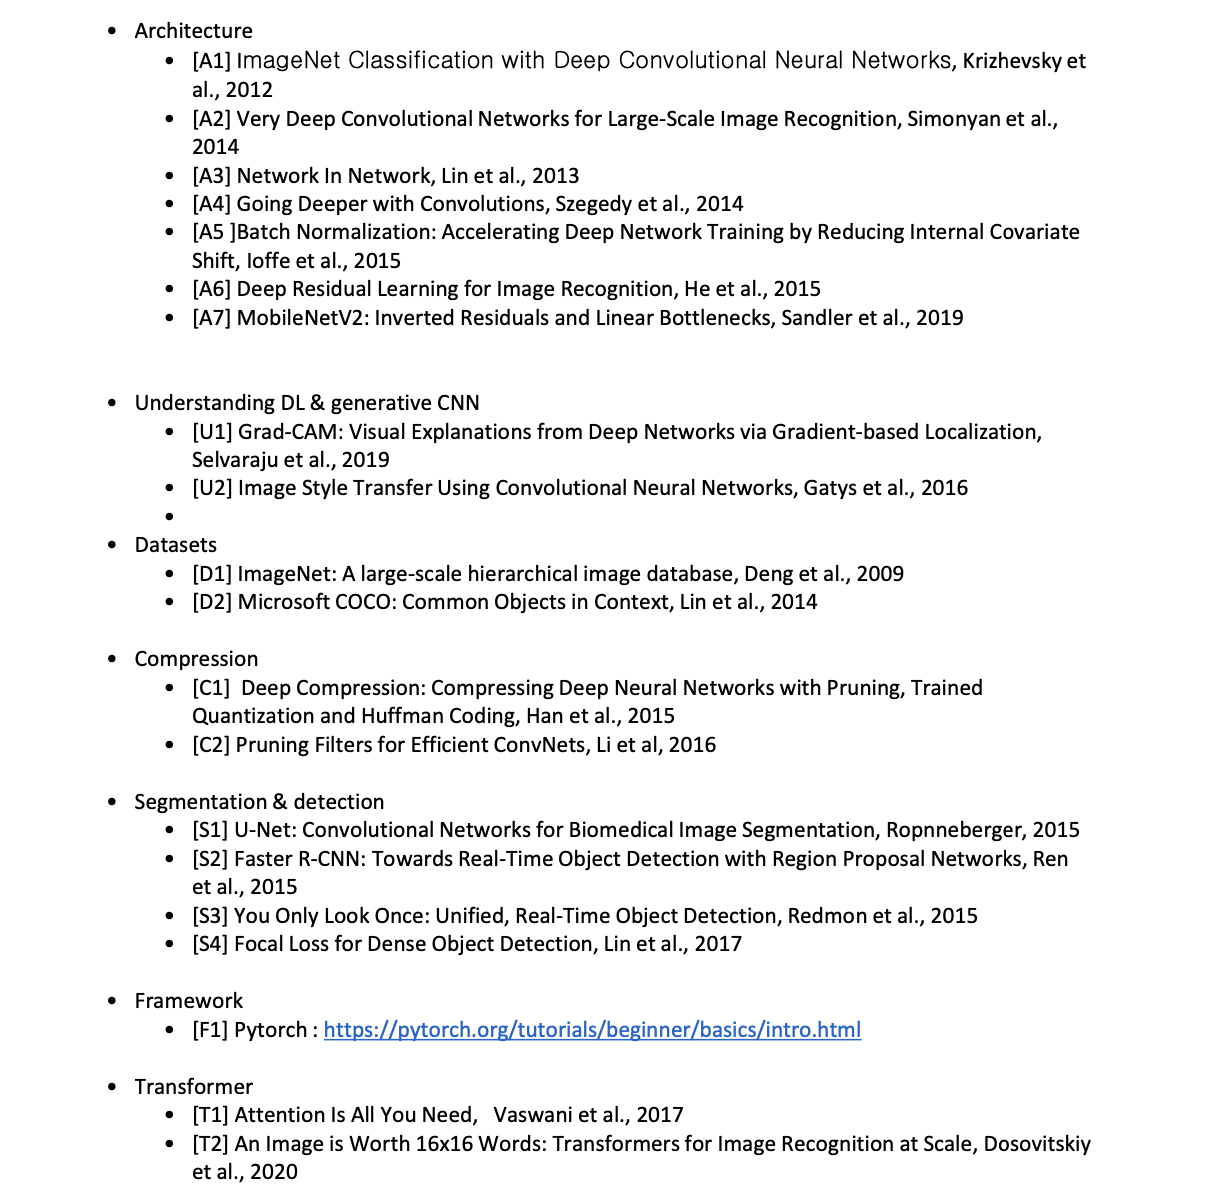 • Architecture
• [A1] ImageNet Classification with Deep Convolutional Neural Networks, Krizhevsky et
al., 2012
• [A2] Very Deep Convolutional Networks for Large-Scale Image Recognition, Simonyan et al.,
2014
• [A3] Network In Network, Lin et al., 2013
• [A4] Going Deeper with Convolutions, Szegedy et al., 2014
• [A5 ]Batch Normalization: Accelerating Deep Network Training by Reducing Internal Covariate
Shift, Ioffe et al., 2015
• [A6] Deep Residual Learning for Image Recognition, He et al., 2015
• [A7] MobileNetV2: Inverted Residuals and Linear Bottlenecks, Sandler et al., 2019
• Understanding DL & generative CNN
• [U1] Grad-CAM: Visual Explanations from Deep Networks via Gradient-based Localization,
Selvaraju et al., 2019
• [U2] Image Style Transfer Using Convolutional Neural Networks, Gatys et al., 2016
•
• Datasets
• [D1] ImageNet: A large-scale hierarchical image database, Deng et al., 2009
• [D2] Microsoft COCO: Common Objects in Context, Lin et al., 2014
• Compression
• [C1]  Deep Compression: Compressing Deep Neural Networks with Pruning, Trained
Quantization and Huffman Coding, Han et al., 2015
• [C2] Pruning Filters for Efficient ConvNets, Li et al, 2016
• Segmentation & detection
• [S1] U-Net: Convolutional Networks for Biomedical Image Segmentation, Ropnneberger, 2015
• [S2] Faster R-CNN: Towards Real-Time Object Detection with Region Proposal Networks, Ren
et al., 2015
• [S3] You Only Look Once: Unified, Real-Time Object Detection, Redmon et al., 2015
• [S4] Focal Loss for Dense Object Detection, Lin et al., 2017
• Framework
• [F1] Pytorch : https://pytorch.org/tutorials/beginner/basics/intro.html
• Transformer
• [T1] Attention Is All You Need,   Vaswani et al., 2017
• [T2] An Image is Worth 16x16 Words: Transformers for Image Recognition at Scale, Dosovitskiy
et al., 2020